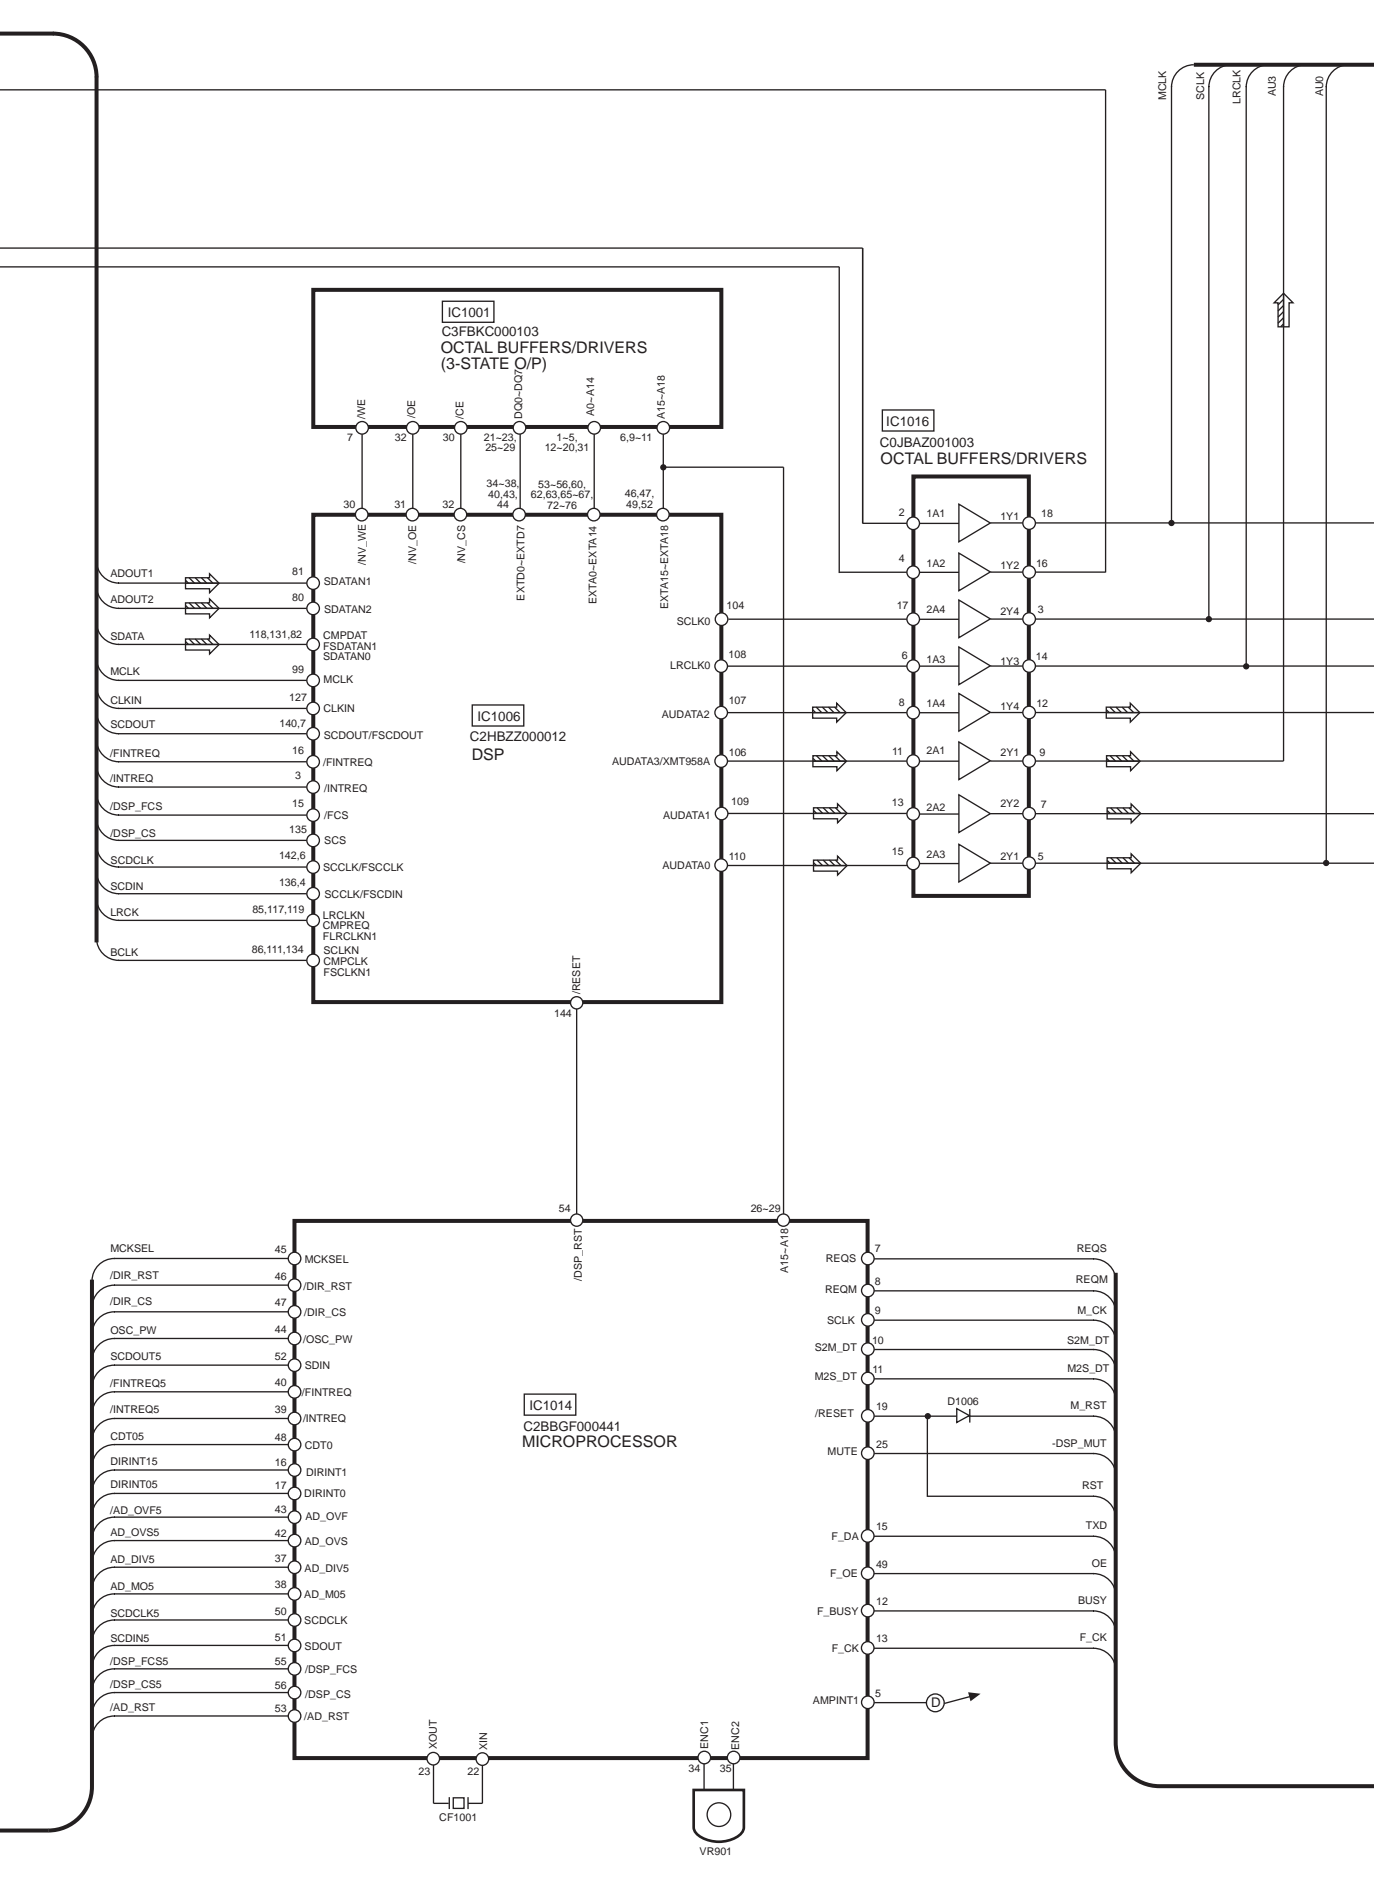 MCLK
SCLK
LRCLK
AU3
AU0
IC1001
C3FBKC000103
OCTAL BUFFERS/DRIVERS
(3-STATE O/P)
/WE
/OE
/CE
DQ0~DQ7
A0~A14
A15~A18
7
32
30
21~23,
25~29
1~5,
12~20,31
6,9~11
30
31
32
34~38,
40,43,
44
53~56,60,
62,63,65~67,
72~76
46,47,
49,52
/NV_WE
/NV_OE
/NV_CS
EXTD0~EXTD7
EXTA0~EXTA14
EXTA15~EXTA18
ADOUT1
81
SDATAN1
ADOUT2
80
SDATAN2
SDATA
118,131,82
CMPDAT
FSDATAN1
SDATAN0
MCLK
99
MCLK
CLKIN
127
CLKIN
SCDOUT
140,7
SCDOUT/FSCDOUT
/FINTREQ
16
/FINTREQ
/INTREQ
3
/INTREQ
/DSP_FCS
15
/FCS
/DSP_CS
135
SCS
SCDCLK
142,6
SCCLK/FSCCLK
SCDIN
136,4
SCCLK/FSCDIN
LRCK
85,117,119
LRCLKN
CMPREQ
FLRCLKN1
BCLK
86,111,134
SCLKN
CMPCLK
FSCLKN1
IC1006
C2HBZZ000012
DSP
SCLK0
104
LRCLK0
108
AUDATA2
107
AUDATA3/XMT958A
106
AUDATA1
109
AUDATA0
110
/RESET
144
IC1016
C0JBAZ001003
OCTAL BUFFERS/DRIVERS
2 1A1 1Y1 18
4 1A2 1Y2 16
17 2A4 2Y4 3
6 1A3 1Y3 14
8 1A4 1Y4 12
11 2A1 2Y1 9
13 2A2 2Y2 7
15 2A3 2Y1 5
54
/DSP_RST
26~29
A15~A18
MCKSEL 45 MCKSEL
/DIR_RST 46 /DIR_RST
/DIR_CS 47 /DIR_CS
OSC_PW 44 /OSC_PW
SCDOUT5 52 SDIN
/FINTREQ5 40 /FINTREQ
/INTREQ5 39 /INTREQ
CDT05 48 CDT0
DIRINT15 16 DIRINT1
DIRINT05 17 DIRINT0
/AD_OVF5 43 AD_OVF
AD_OVS5 42 AD_OVS
AD_DIV5 37 AD_DIV5
AD_MO5 38 AD_M05
SCDCLK5 50 SCDCLK
SCDIN5 51 SDOUT
/DSP_FCS5 55 /DSP_FCS
/DSP_CS5 56 /DSP_CS
/AD_RST 53 /AD_RST
IC1014
C2BBGF000441
MICROPROCESSOR
REQS 7 REQS
REQM 8 REQM
SCLK 9 M_CK
S2M_DT 10 S2M_DT
M2S_DT 11 M2S_DT
/RESET 19 D1006 M_RST
MUTE 25 -DSP_MUT
RST
F_DA 15 TXD
F_OE 49 OE
F_BUSY 12 BUSY
F_CK 13 F_CK
AMPINT1 5 D
XOUT
XIN
ENC1
ENC2
23
22
34
35
CF1001
VR901